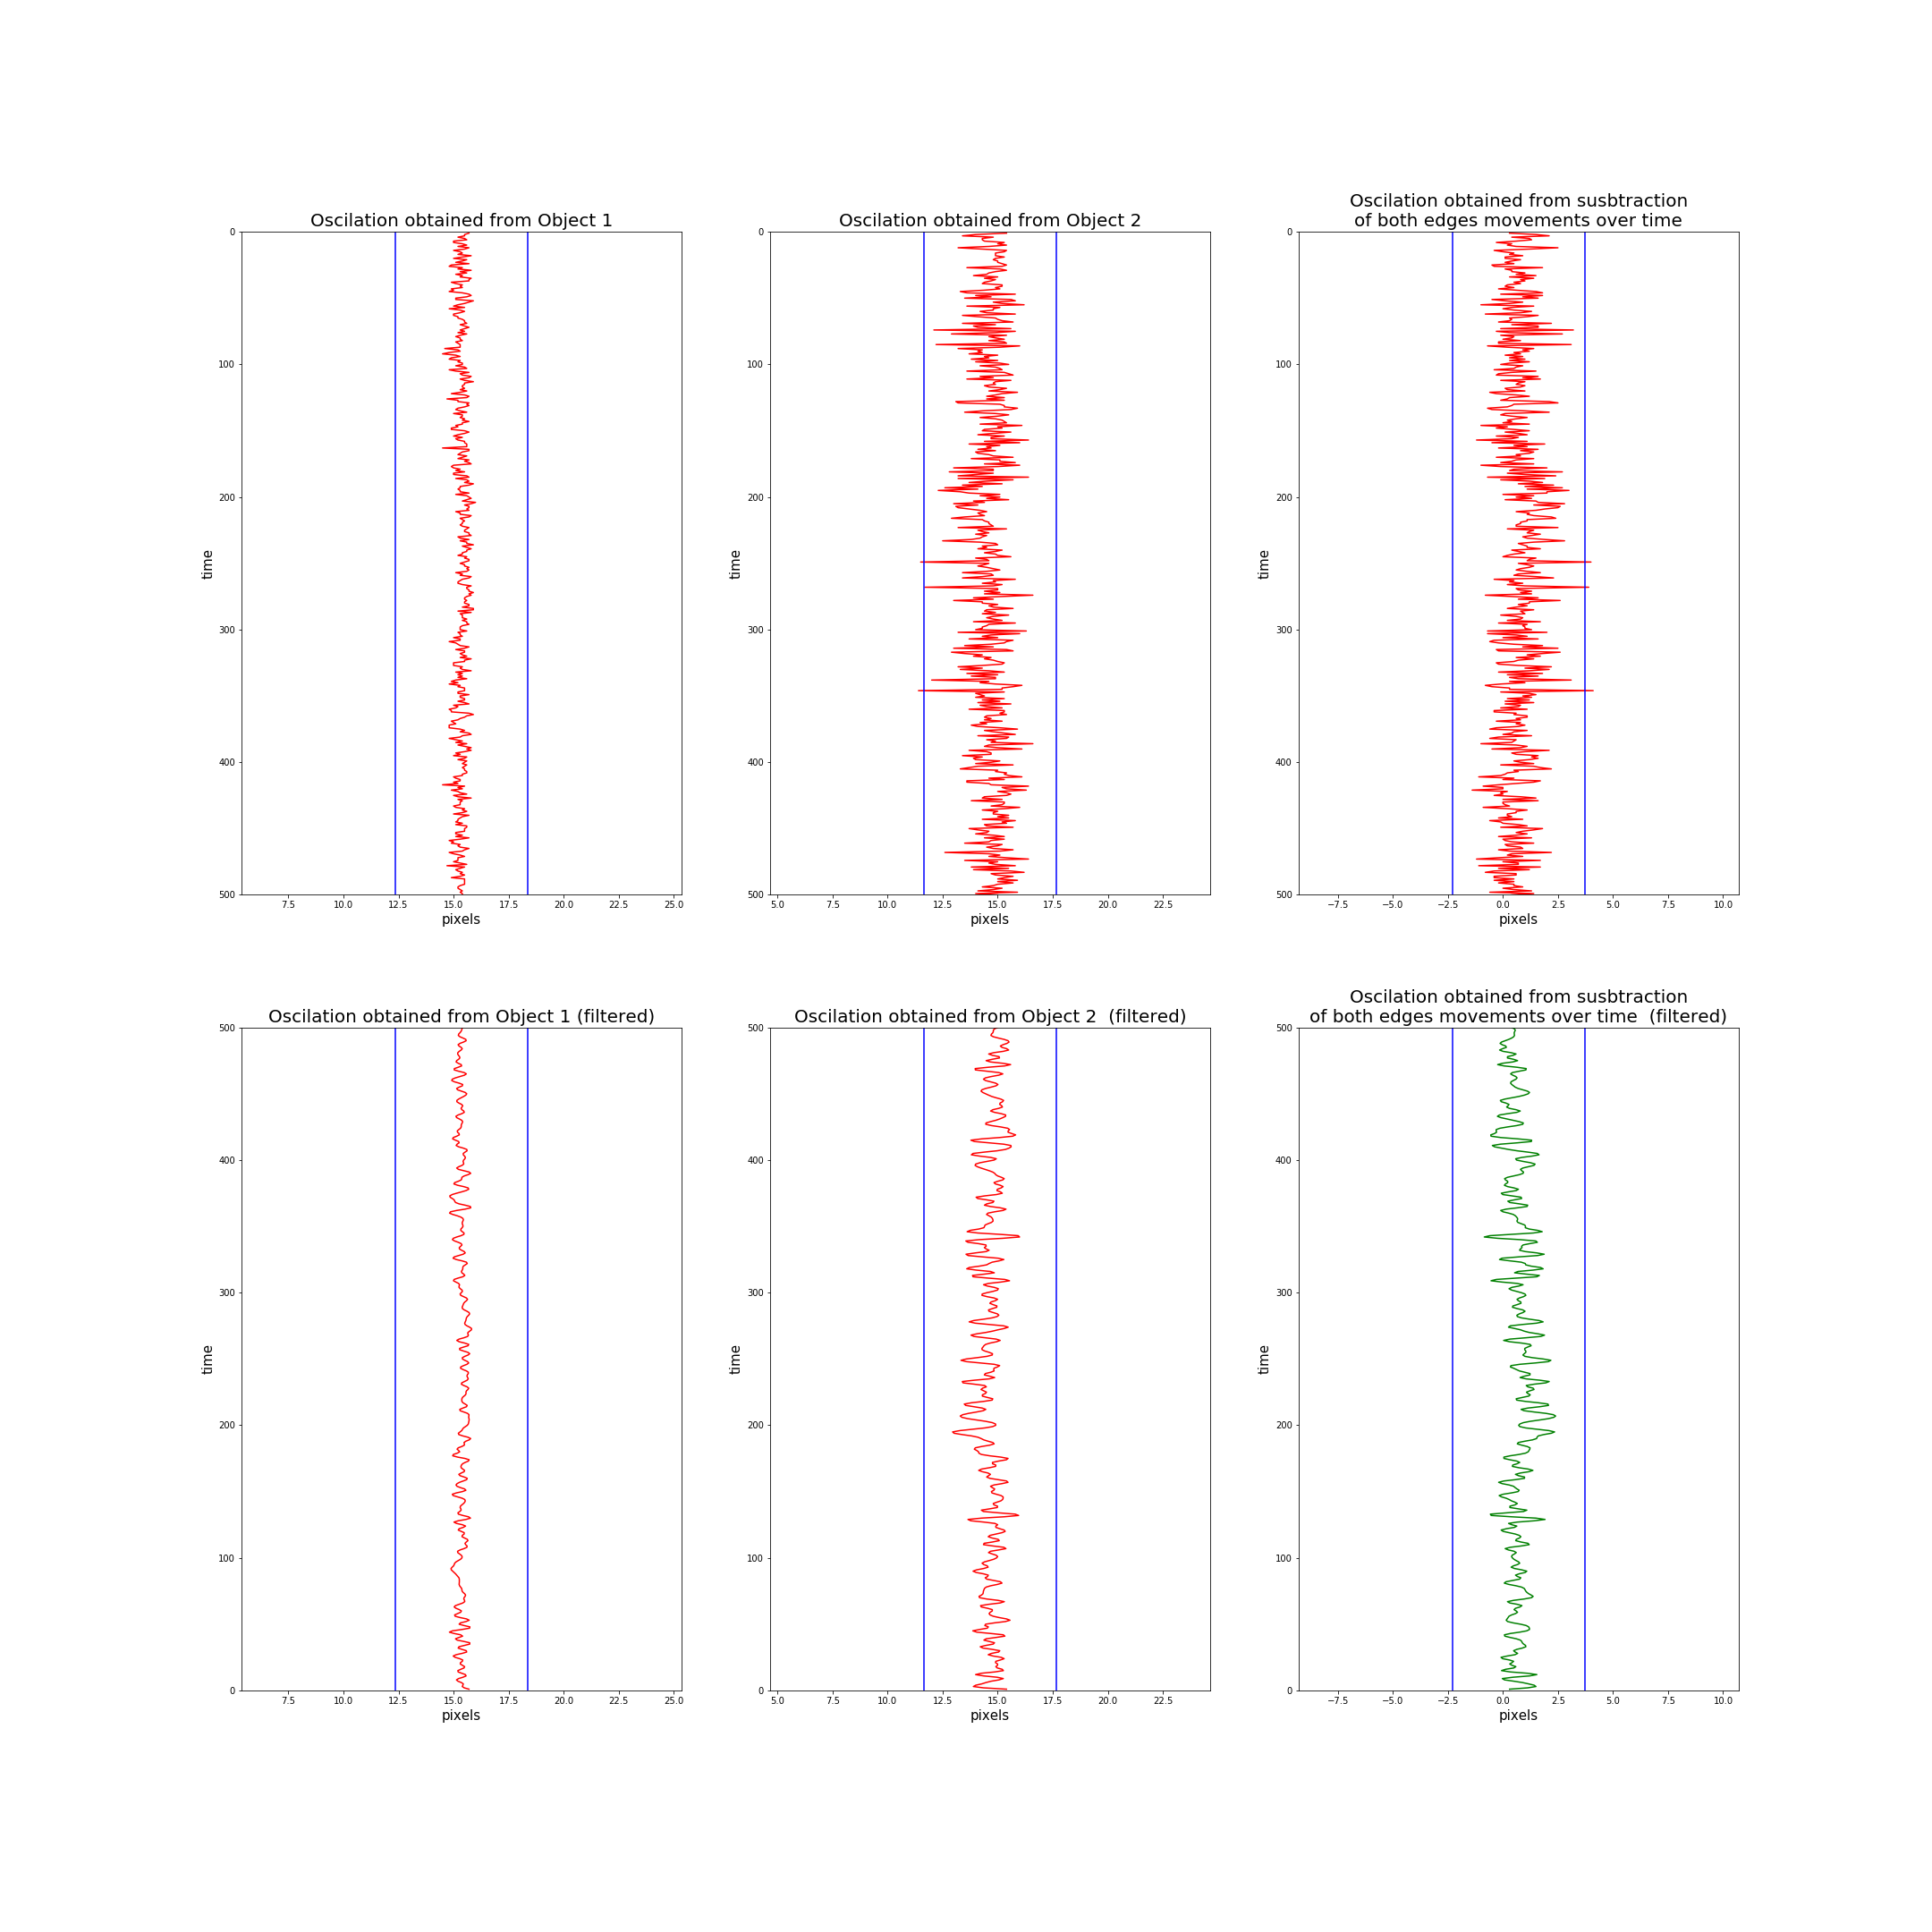 Oscilation obtained from Object 1
0
100
200
300
400
500
time
7.5 10.0 12.5 15.0 17.5 20.0 22.5 25.0
pixels
Oscilation obtained from Object 2
0
100
200
300
400
500
time
5.0 7.5 10.0 12.5 15.0 17.5 20.0 22.5
pixels
Oscilation obtained from susbtraction
of both edges movements over time
0
100
200
300
400
500
time
−7.5 −5.0 −2.5 0.0 2.5 5.0 7.5 10.0
pixels
Oscilation obtained from Object 1 (filtered)
500
400
300
200
100
0
time
7.5 10.0 12.5 15.0 17.5 20.0 22.5 25.0
pixels
Oscilation obtained from Object 2  (filtered)
500
400
300
200
100
0
time
5.0 7.5 10.0 12.5 15.0 17.5 20.0 22.5
pixels
Oscilation obtained from susbtraction
of both edges movements over time  (filtered)
500
400
300
200
100
0
time
−7.5 −5.0 −2.5 0.0 2.5 5.0 7.5 10.0
pixels